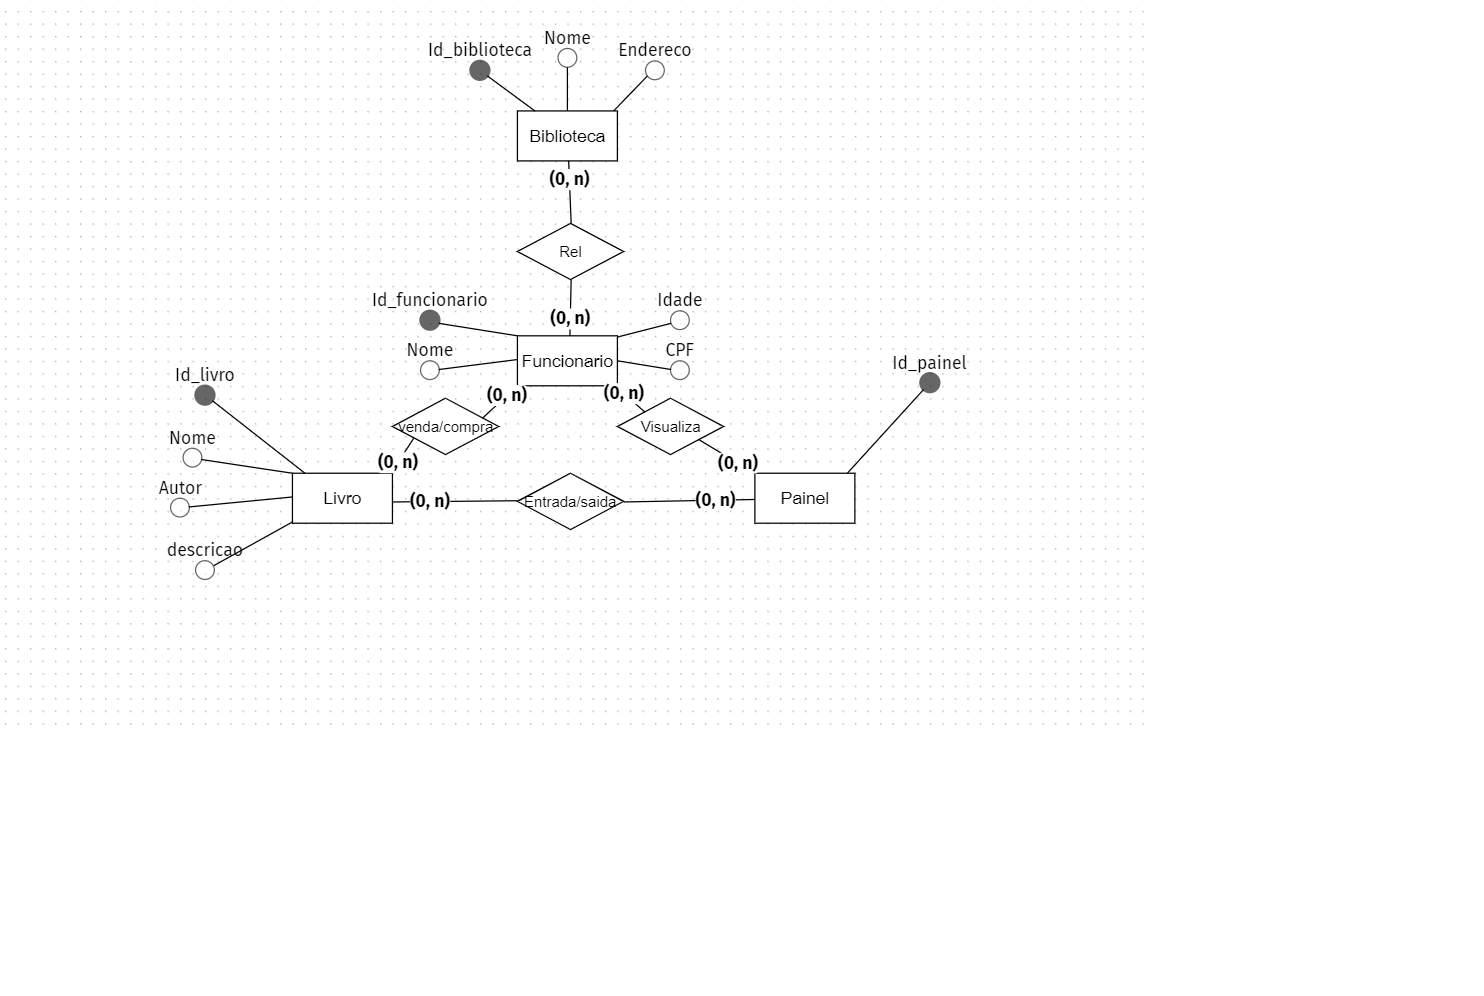 Nome
Id_biblioteca
Endereco
Biblioteca
(0, n)
Rel
Id_funcionario
Idade
(0, n)
Nome
Funcionario
CPF
Id_livro
Id_painel
(0, n)
(0, n)
venda/compra
Visualiza
Nome
(0, n)
(0, n)
Autor
Livro
(0, n)
Entrada/saida
(0, n)
Painel
descricao